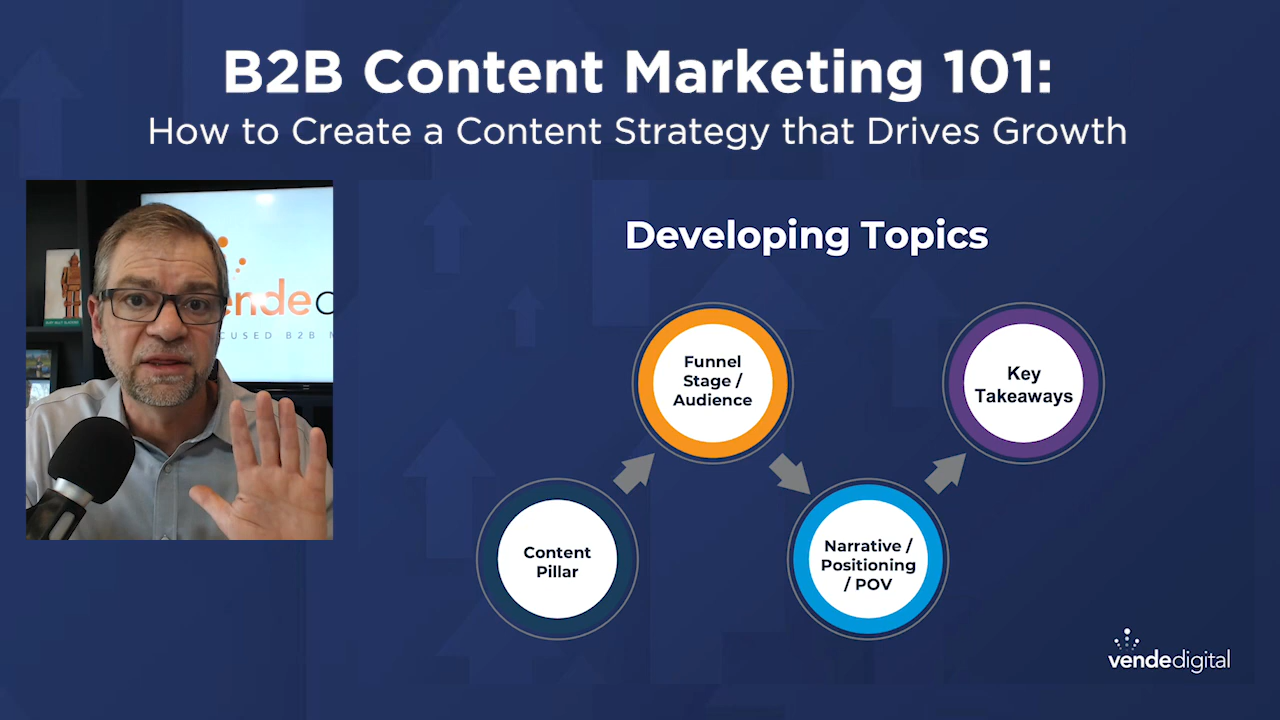 B2B Content Marketing 101:
How to Create a Content Strategy that Drives Growth
Developing Topics
Funnel
Stage /
Audience
Key
Takeaways
Content
Pillar
Narrative /
Positioning
/ POV
vendedigital